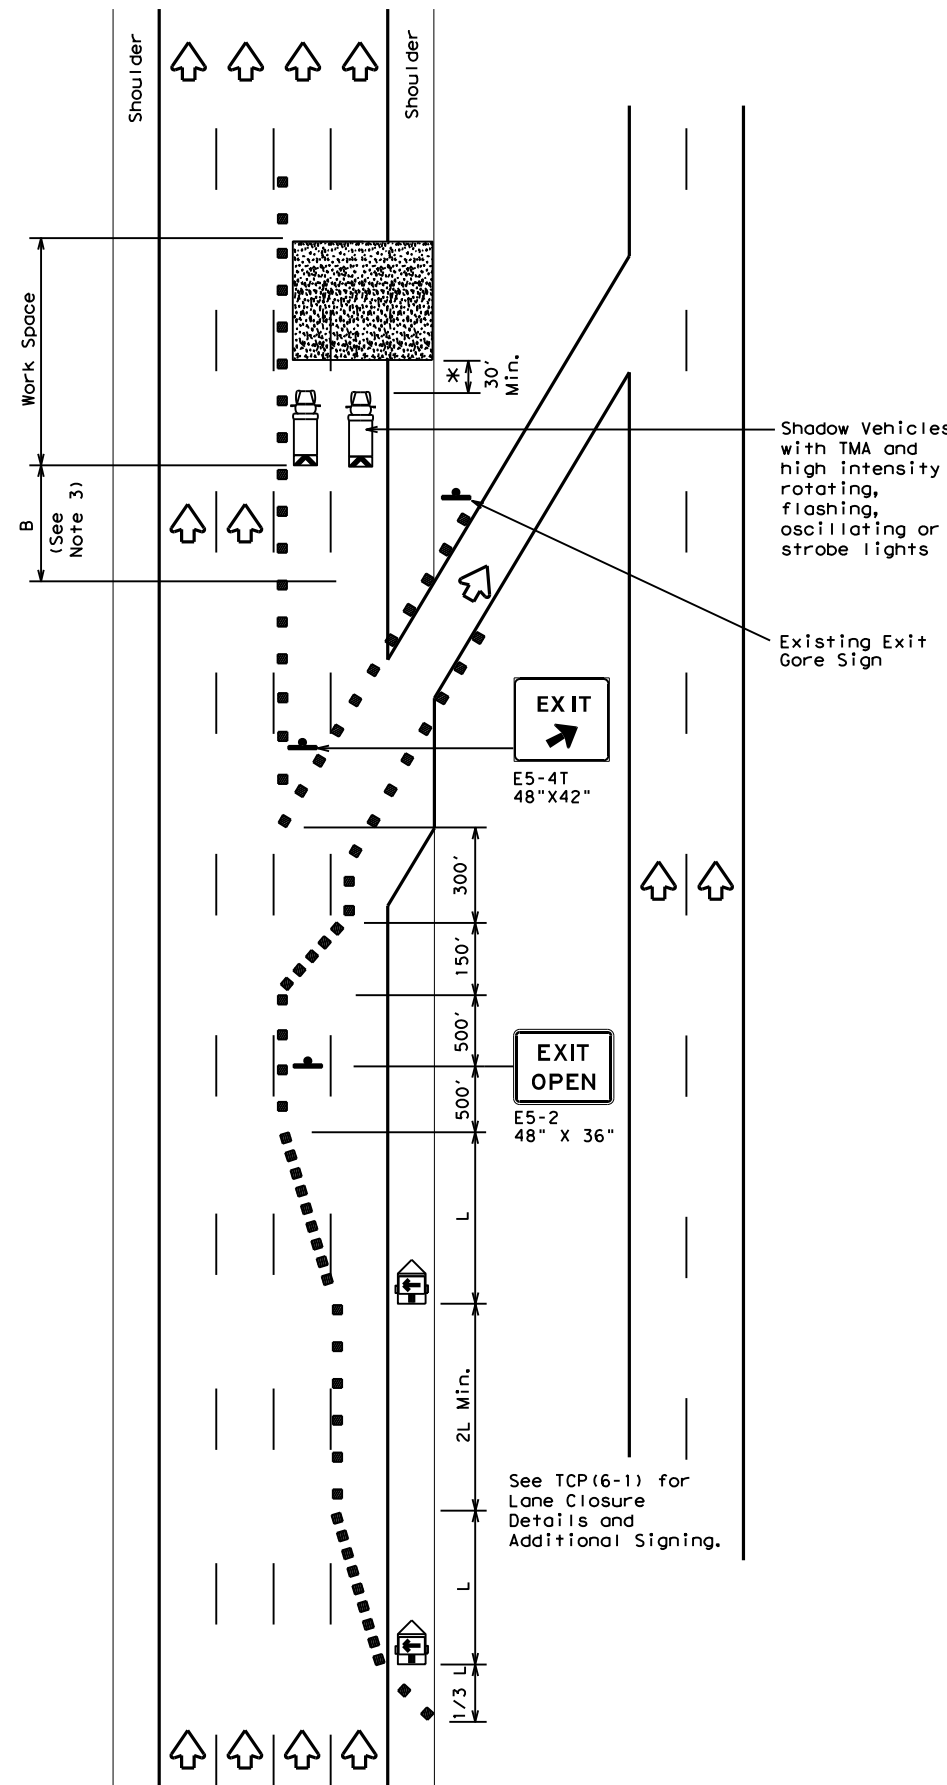 Shoulder
Shoulder
Work Space
*
30'
Min.
Shadow Vehicles
with TMA and
high intensity
rotating,
flashing,
oscillating or
strobe lights
B
(See
Note 3)
Existing Exit
Gore Sign
EXIT
E5-4T
48"X42"
300'
150'
500'
EXIT
OPEN
500'
E5-2
48" X 36"
L
2L Min.
See TCP(6-1) for
Lane Closure
Details and
Additional Signing.
L
1/3 L